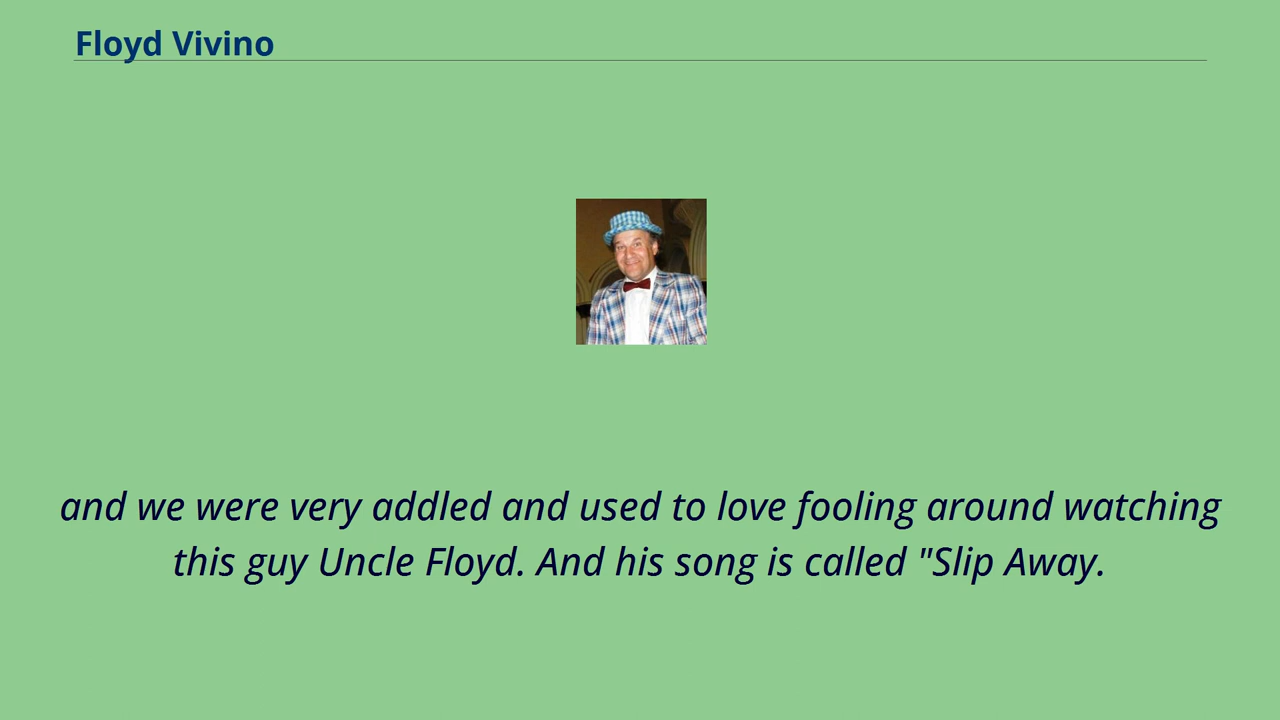 Floyd Vivino
and we were very addled and used to love fooling around watching
this guy Uncle Floyd. And his song is called "Slip Away.